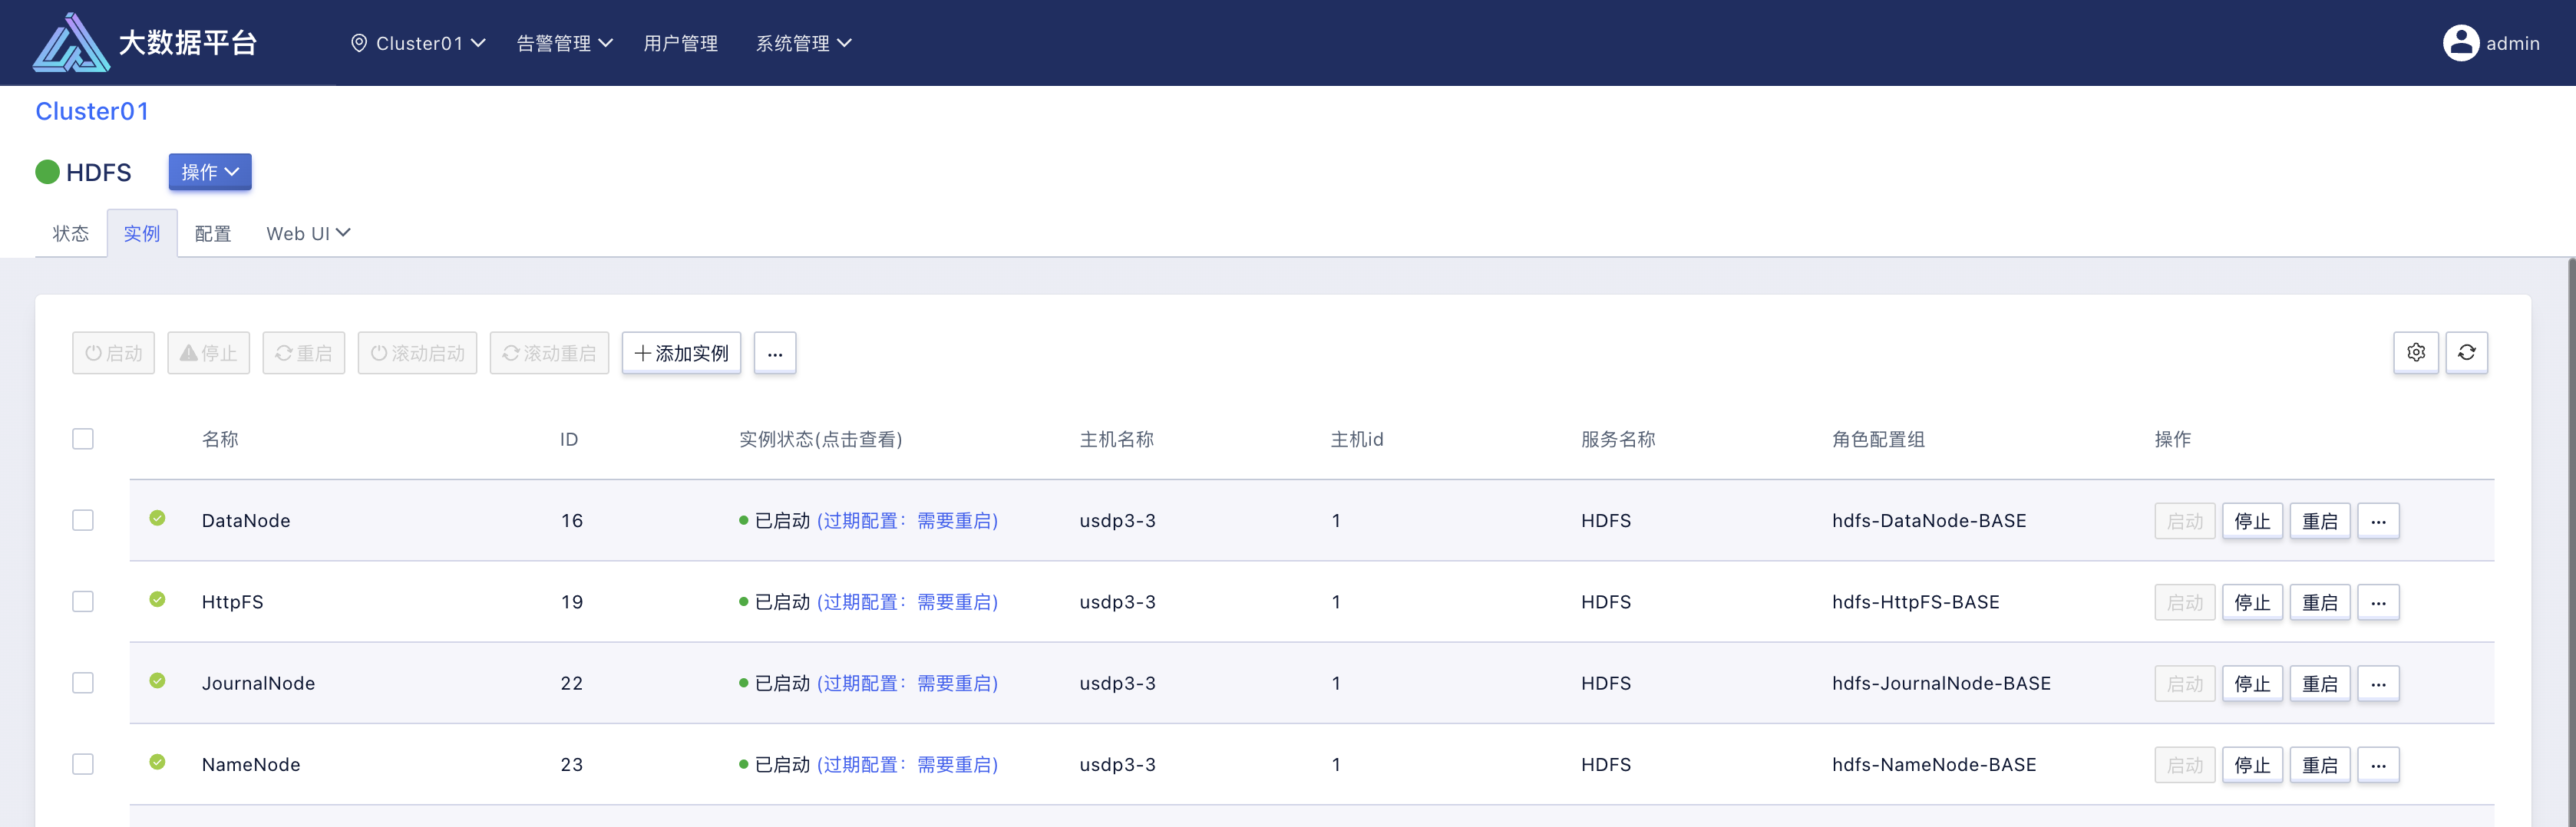 大数据平台 Cluster01 告警管理 用户管理 系统管理 admin
Cluster01
HDFS 操作
状态 实例 配置 Web UI
启动 停止 重启 滚动启动 滚动重启 添加实例 ...
名称 ID 实例状态(点击查看) 主机名称 主机id 服务名称 角色配置组 操作
DataNode 16 已启动 (过期配置：需要重启) usdp3-3 1 HDFS hdfs-DataNode-BASE 启动 停止 重启 ...
HttpFS 19 已启动 (过期配置：需要重启) usdp3-3 1 HDFS hdfs-HttpFS-BASE 启动 停止 重启 ...
JournalNode 22 已启动 (过期配置：需要重启) usdp3-3 1 HDFS hdfs-JournalNode-BASE 启动 停止 重启 ...
NameNode 23 已启动 (过期配置：需要重启) usdp3-3 1 HDFS hdfs-NameNode-BASE 启动 停止 重启 ...